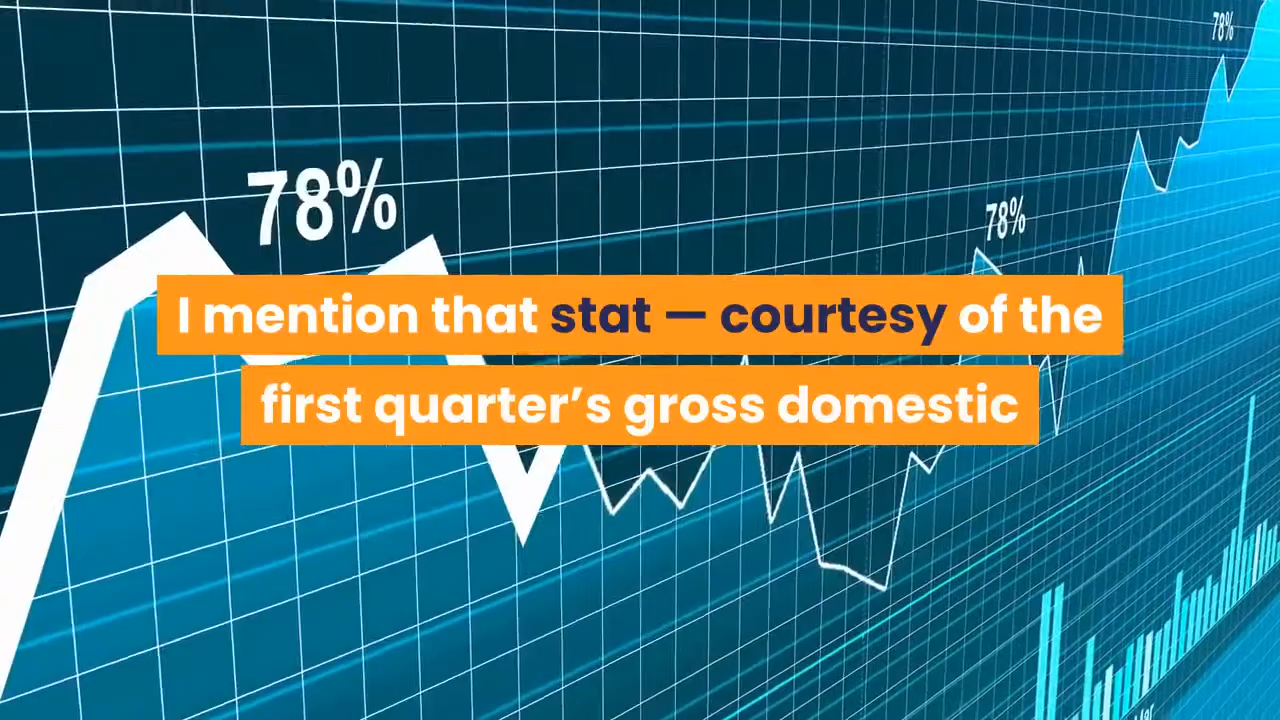 78%
78%
78%
I mention that stat — courtesy of the
first quarter’s gross domestic